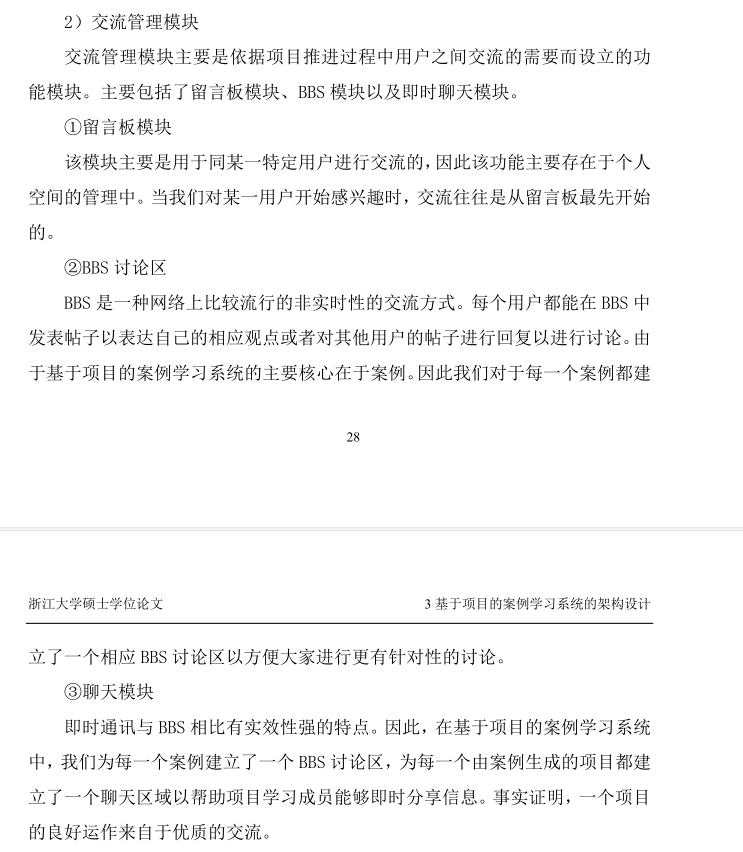 2）交流管理模块
交流管理模块主要是依据项目推进过程中用户之间交流的需要而设立的功
能模块。主要包括了留言板模块、BBS 模块以及即时聊天模块。
①留言板模块
该模块主要是用于同某一特定用户进行交流的，因此该功能主要存在于个人
空间的管理中。当我们对某一用户开始感兴趣时，交流往往是从留言板最先开始
的。
②BBS 讨论区
BBS 是一种网络上比较流行的非实时性的交流方式。每个用户都能在 BBS 中
发表帖子以表达自己的相应观点或者对其他用户的帖子进行回复以进行讨论。由
于基于项目的案例学习系统的主要核心在于案例。因此我们对于每一个案例都建
28
浙江大学硕士学位论文 3 基于项目的案例学习系统的架构设计
立了一个相应 BBS 讨论区以方便大家进行更有针对性的讨论。
③聊天模块
即时通讯与 BBS 相比有实效性强的特点。因此，在基于项目的案例学习系统
中，我们为每一个案例建立了一个 BBS 讨论区，为每一个由案例生成的项目都建
立了一个聊天区域以帮助项目学习成员能够即时分享信息。事实证明，一个项目
的良好运作来自于优质的交流。